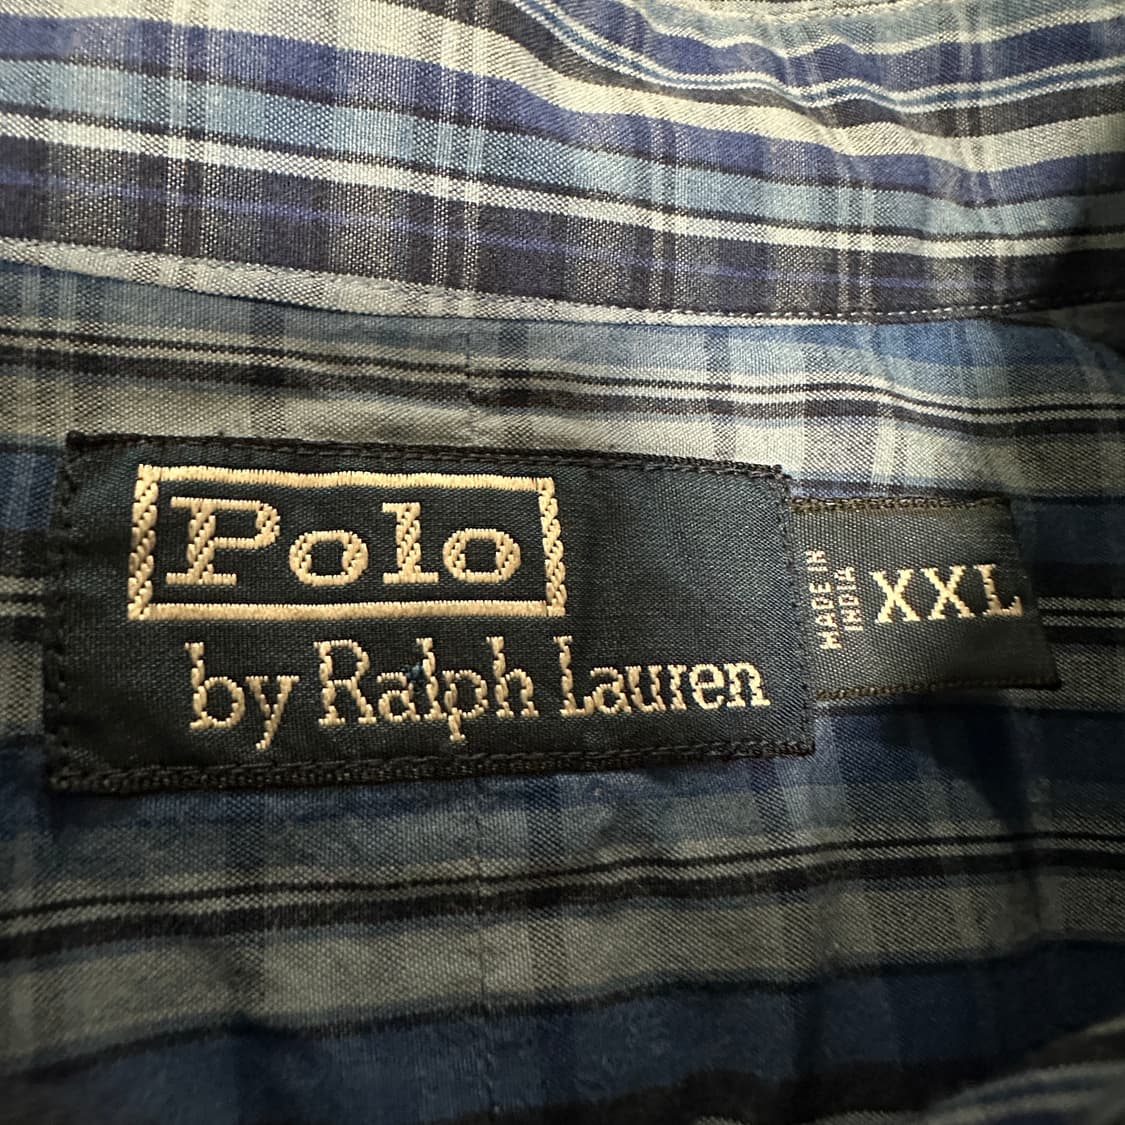 Polo
by Ralph Lauren
MADE IN
INDIA
XXL